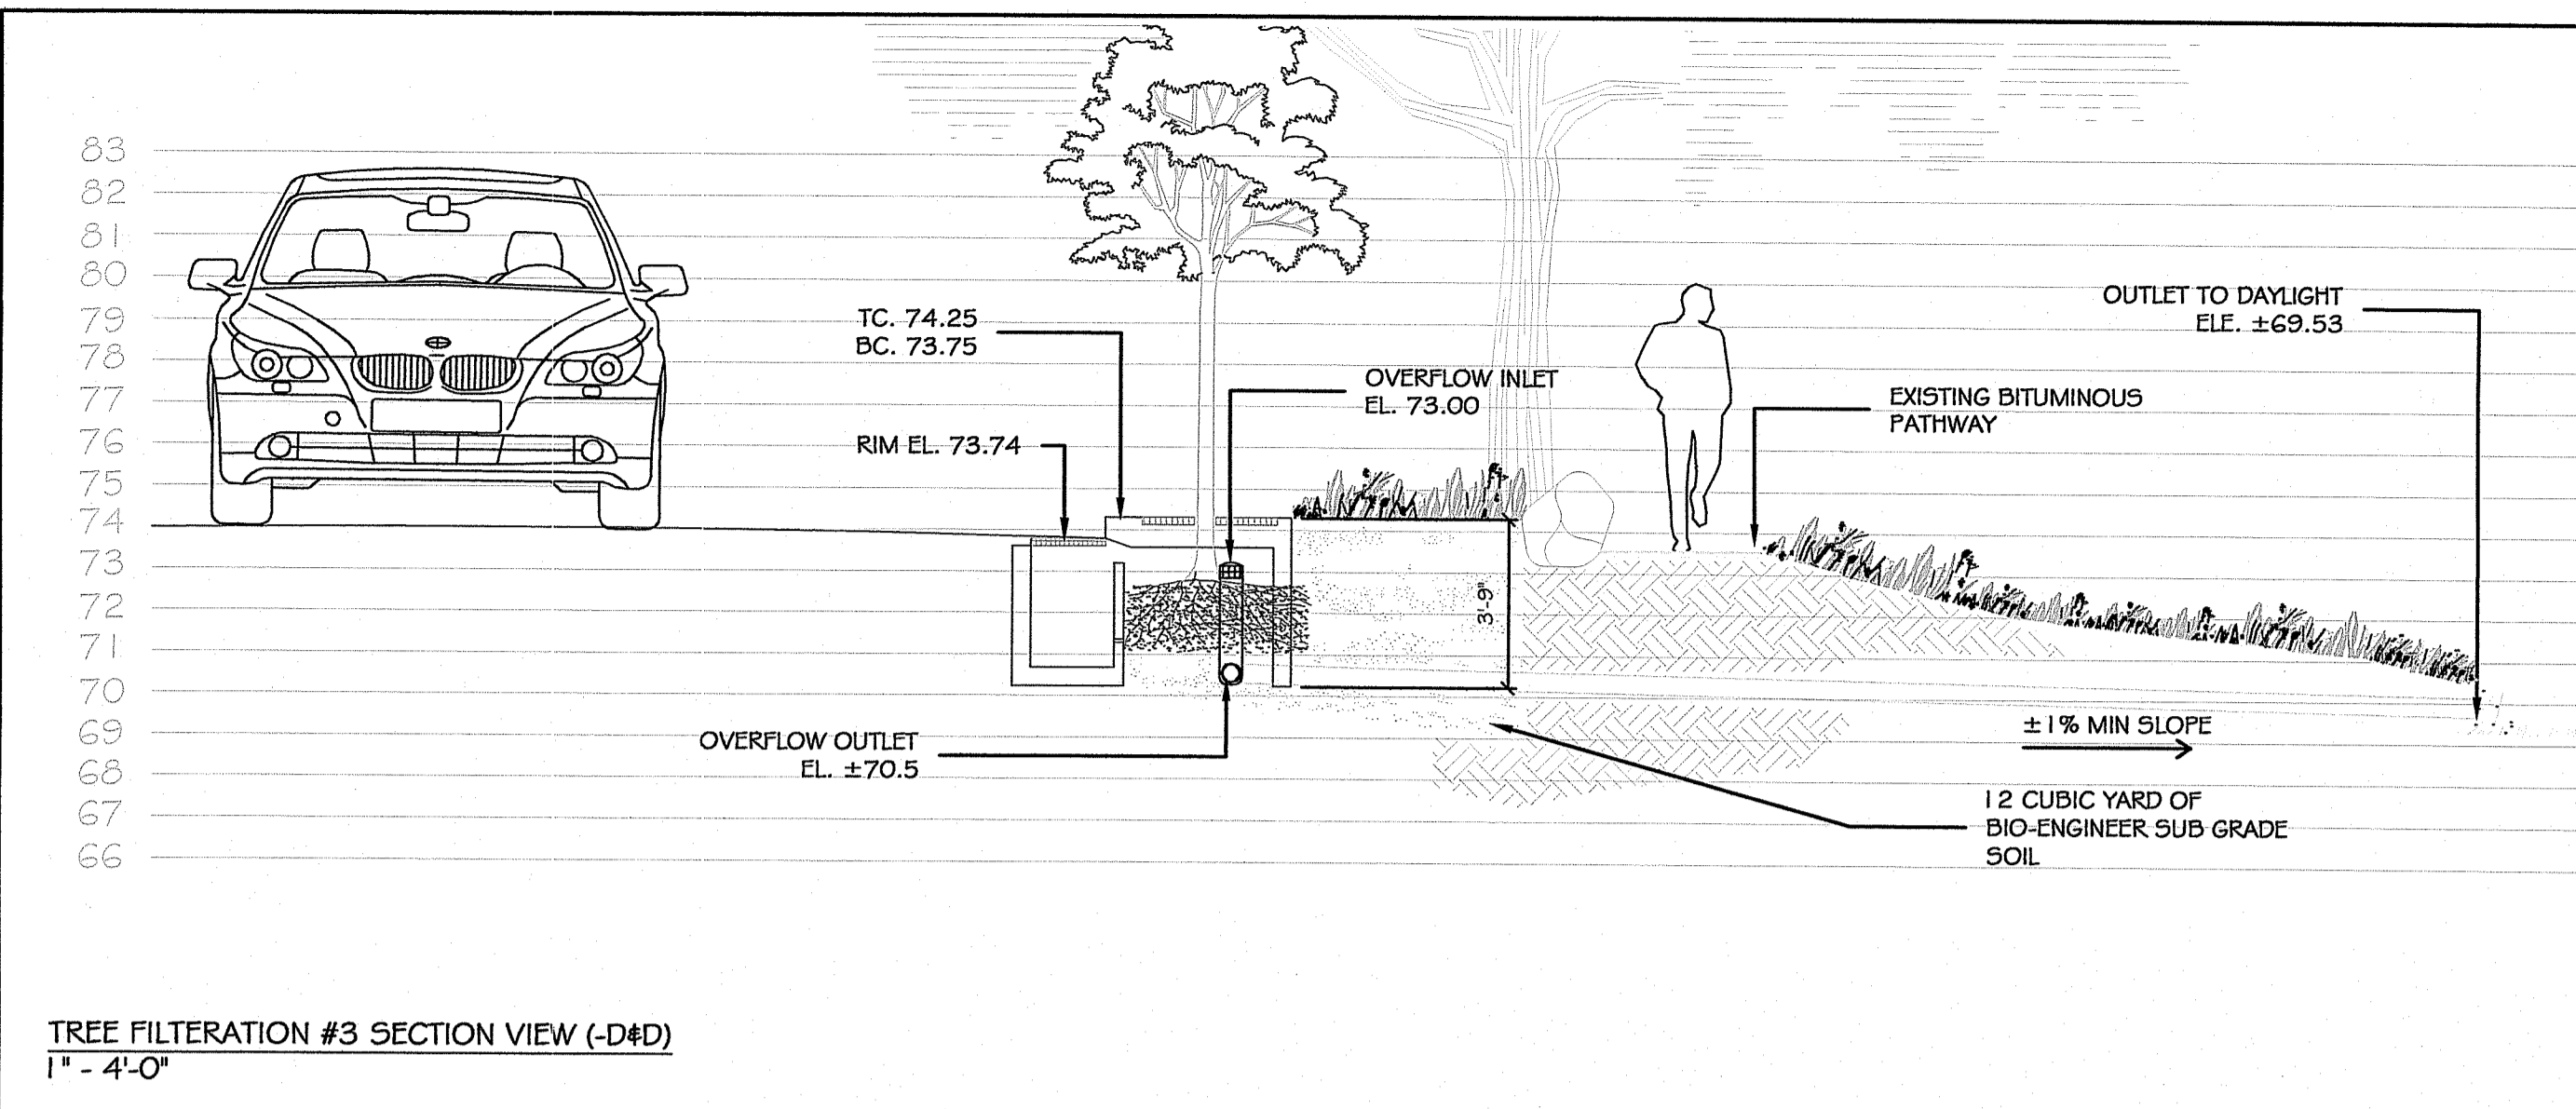 83
82
81
80
79
78
77
76
75
74
73
72
71
70
69
68
67
66
TC. 74.25
BC. 73.75
RIM EL. 73.74
OVERFLOW INLET
EL. 73.00
OUTLET TO DAYLIGHT
ELE. ±69.53
EXISTING BITUMINOUS
PATHWAY
3'-9"
OVERFLOW OUTLET
EL. ±70.5
±1% MIN SLOPE
12 CUBIC YARD OF
BIO-ENGINEER SUB GRADE
SOIL
TREE FILTERATION #3 SECTION VIEW (-D&D)
1" - 4'-0"